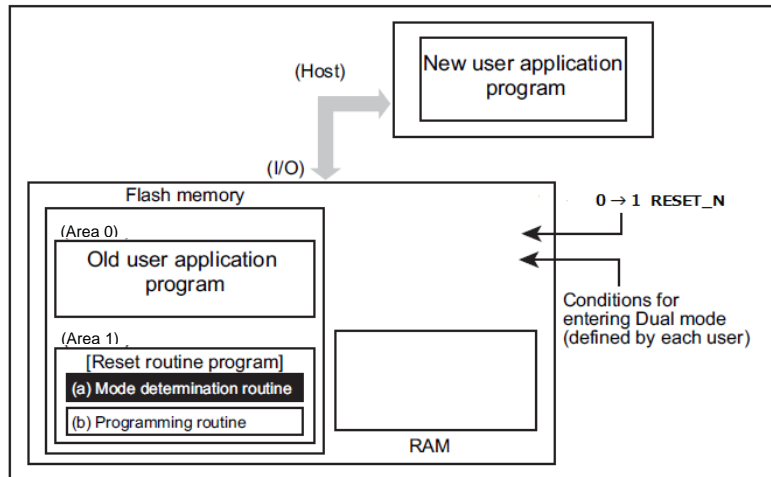 (Host)
New user application
program
(I/O)
Flash memory
0 → 1 RESET_N
(Area 0)
Old user application
program
Conditions for
entering Dual mode
(defined by each user)
(Area 1)
[Reset routine program]
(a) Mode determination routine
(b) Programming routine
RAM